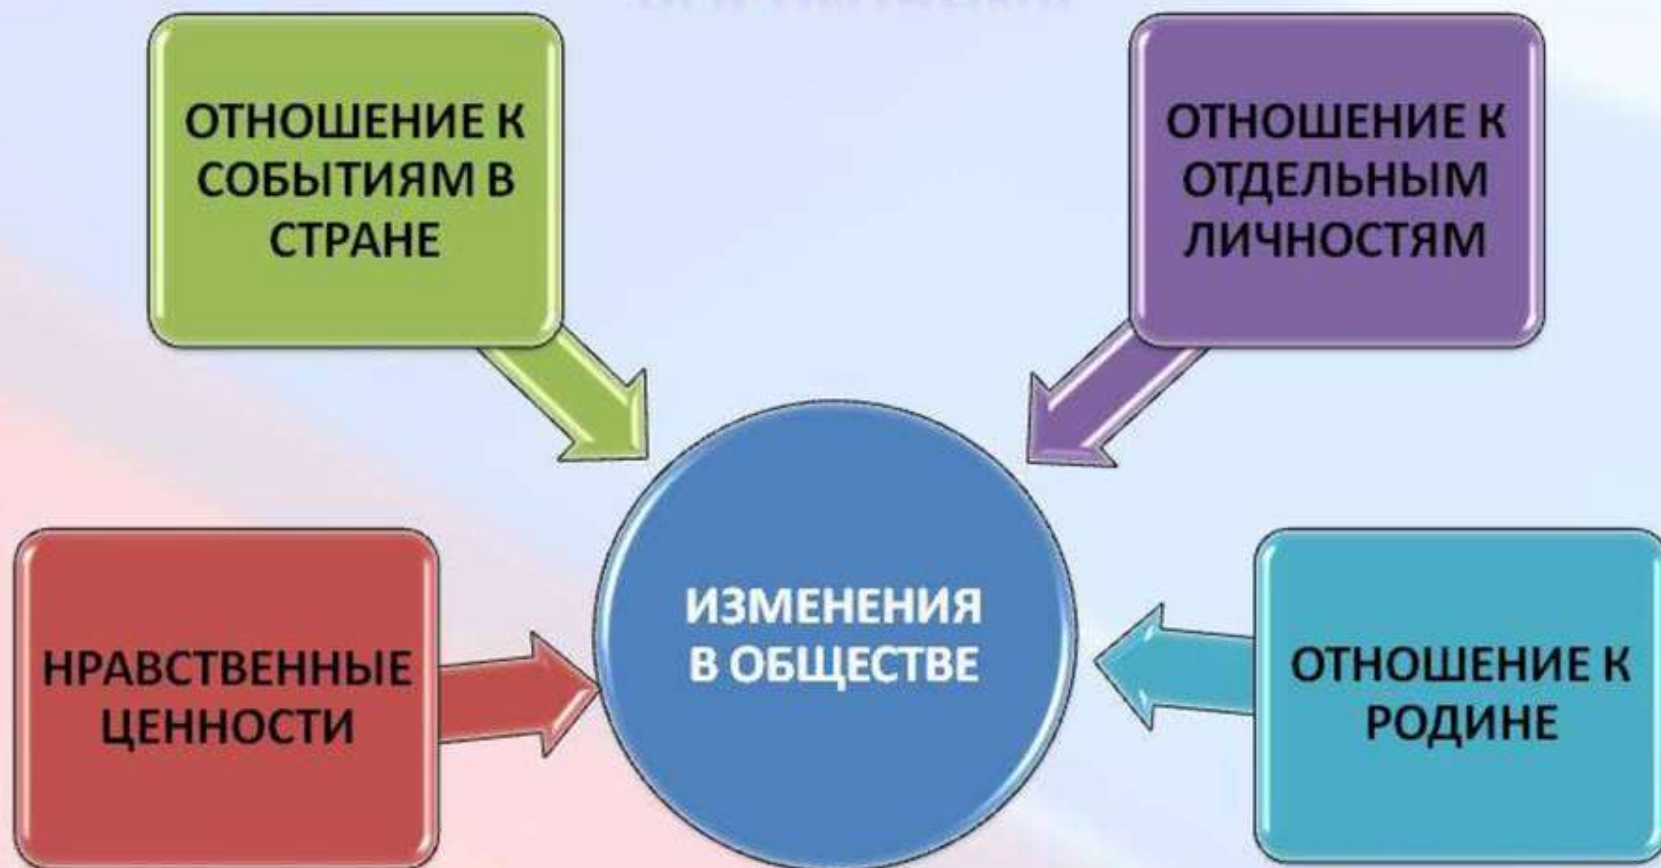 ОТНОШЕНИЕ К
СОБЫТИЯМ В
СТРАНЕ
ОТНОШЕНИЕ К
ОТДЕЛЬНЫМ
ЛИЧНОСТЯМ
НРАВСТВЕННЫЕ
ЦЕННОСТИ
ИЗМЕНЕНИЯ
В ОБЩЕСТВЕ
ОТНОШЕНИЕ К
РОДИНЕ